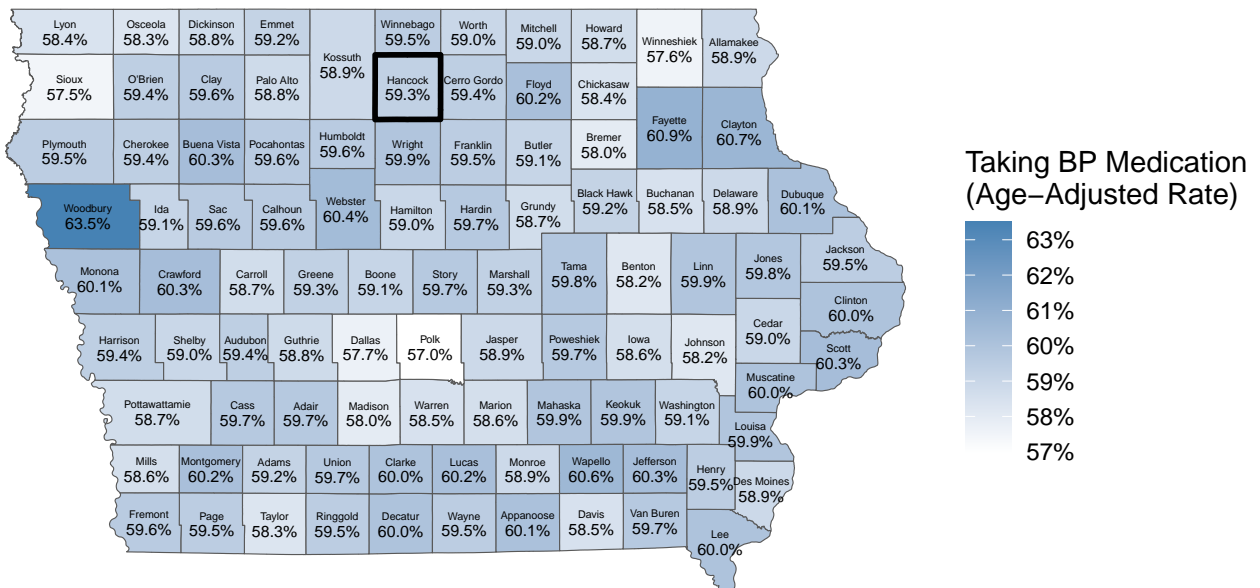 Lyon
58.4%
Osceola
58.3%
Dickinson
58.8%
Emmet
59.2%
Kossuth
58.9%
Winnebago
59.5%
Worth
59.0%
Mitchell
59.0%
Howard
58.7%
Winneshiek
57.6%
Allamakee
58.9%
Sioux
57.5%
O'Brien
59.4%
Clay
59.6%
Palo Alto
58.8%
Hancock
59.3%
Cerro Gordo
59.4%
Floyd
60.2%
Chickasaw
58.4%
Fayette
60.9%
Clayton
60.7%
Plymouth
59.5%
Cherokee
59.4%
Buena Vista
60.3%
Pocahontas
59.6%
Humboldt
59.6%
Wright
59.9%
Franklin
59.5%
Butler
59.1%
Bremer
58.0%
Woodbury
63.5%
Ida
59.1%
Sac
59.6%
Calhoun
59.6%
Webster
60.4%
Hamilton
59.0%
Hardin
59.7%
Grundy
58.7%
Black Hawk
59.2%
Buchanan
58.5%
Delaware
58.9%
Dubuque
60.1%
Monona
60.1%
Crawford
60.3%
Carroll
58.7%
Greene
59.3%
Boone
59.1%
Story
59.7%
Marshall
59.3%
Tama
59.8%
Benton
58.2%
Linn
59.9%
Jones
59.8%
Jackson
59.5%
Clinton
60.0%
Harrison
59.4%
Shelby
59.0%
Audubon
59.4%
Guthrie
58.8%
Dallas
57.7%
Polk
57.0%
Jasper
58.9%
Poweshiek
59.7%
Iowa
58.6%
Johnson
58.2%
Cedar
59.0%
Scott
60.3%
Muscatine
60.0%
Pottawattamie
58.7%
Cass
59.7%
Adair
59.7%
Madison
58.0%
Warren
58.5%
Marion
58.6%
Mahaska
59.9%
Keokuk
59.9%
Washington
59.1%
Louisa
59.9%
Mills
58.6%
Montgomery
60.2%
Adams
59.2%
Union
59.7%
Clarke
60.0%
Lucas
60.2%
Monroe
58.9%
Wapello
60.6%
Jefferson
60.3%
Henry
59.5%
Des Moines
58.9%
Fremont
59.6%
Page
59.5%
Taylor
58.3%
Ringgold
59.5%
Decatur
60.0%
Wayne
59.5%
Appanoose
60.1%
Davis
58.5%
Van Buren
59.7%
Lee
60.0%
Taking BP Medication
(Age−Adjusted Rate)
63%
62%
61%
60%
59%
58%
57%